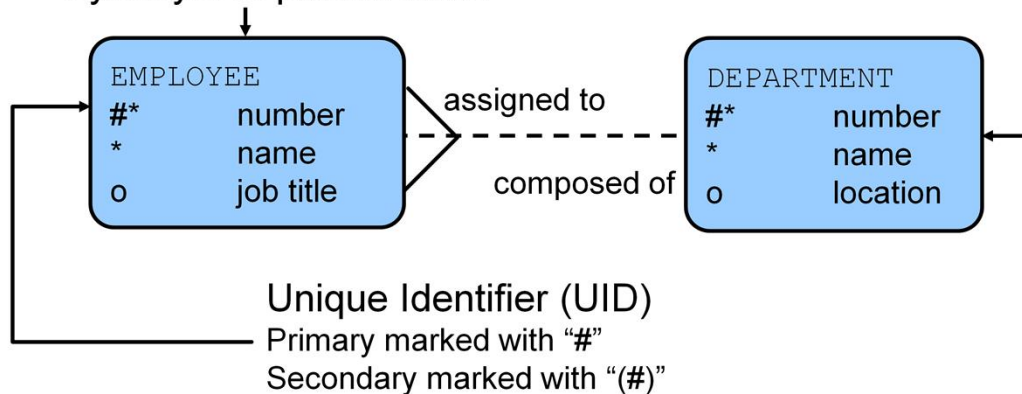 EMPLOYEE
#* number
* name
o job title
assigned to
composed of
DEPARTMENT
#* number
* name
o location
Unique Identifier (UID)
Primary marked with “#”
Secondary marked with “(#)”